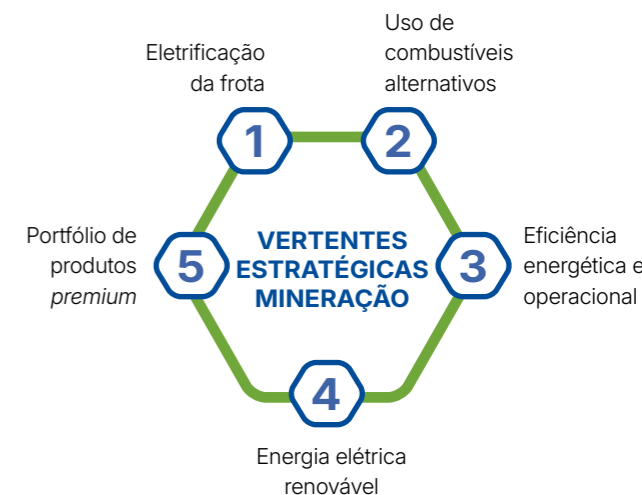 Eletrificação
da frota
1
Uso de
combustíveis
alternativos
2
VERTENTES
ESTRATÉGICAS
MINERAÇÃO
3
Eficiência
energética e
operacional
4
Energia elétrica
renovável
Portfólio de
produtos
premium
5